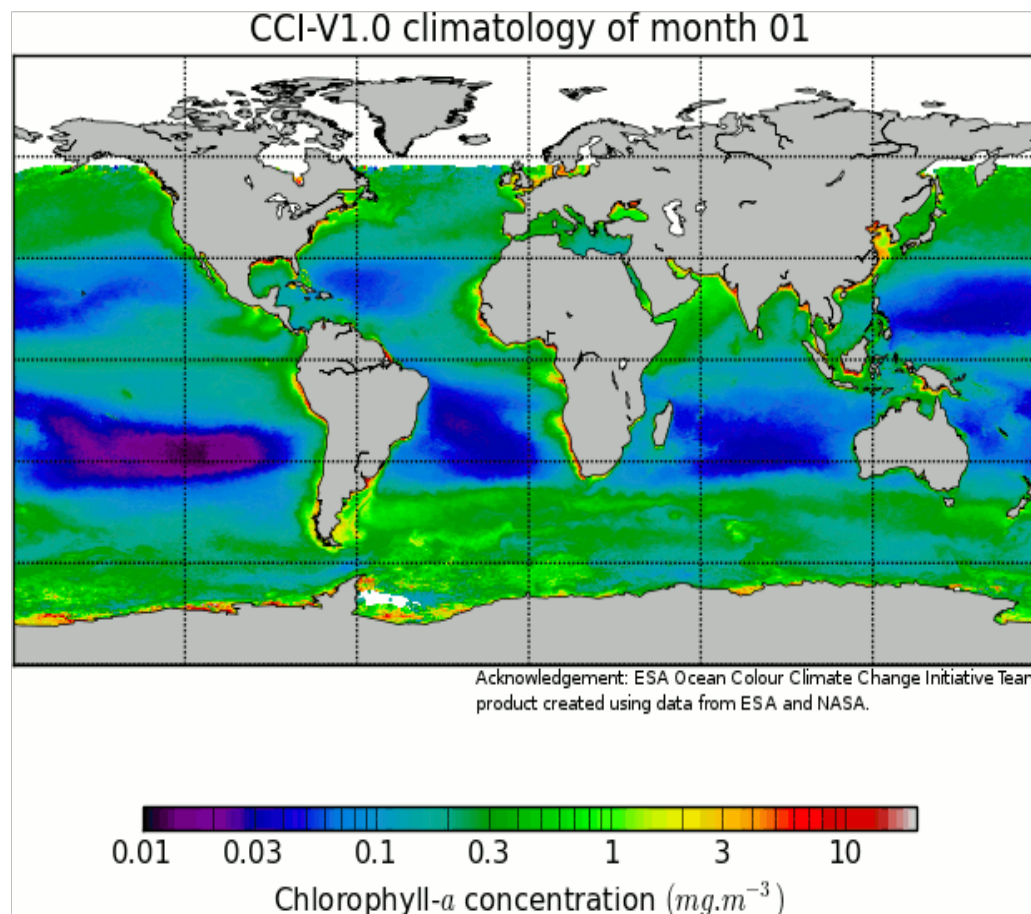 CCI-V1.0 climatology of month 01
Acknowledgement: ESA Ocean Colour Climate Change Initiative Team
product created using data from ESA and NASA.
0.01 0.03 0.1 0.3 1 3 10
Chlorophyll-a concentration (mg.m⁻³)